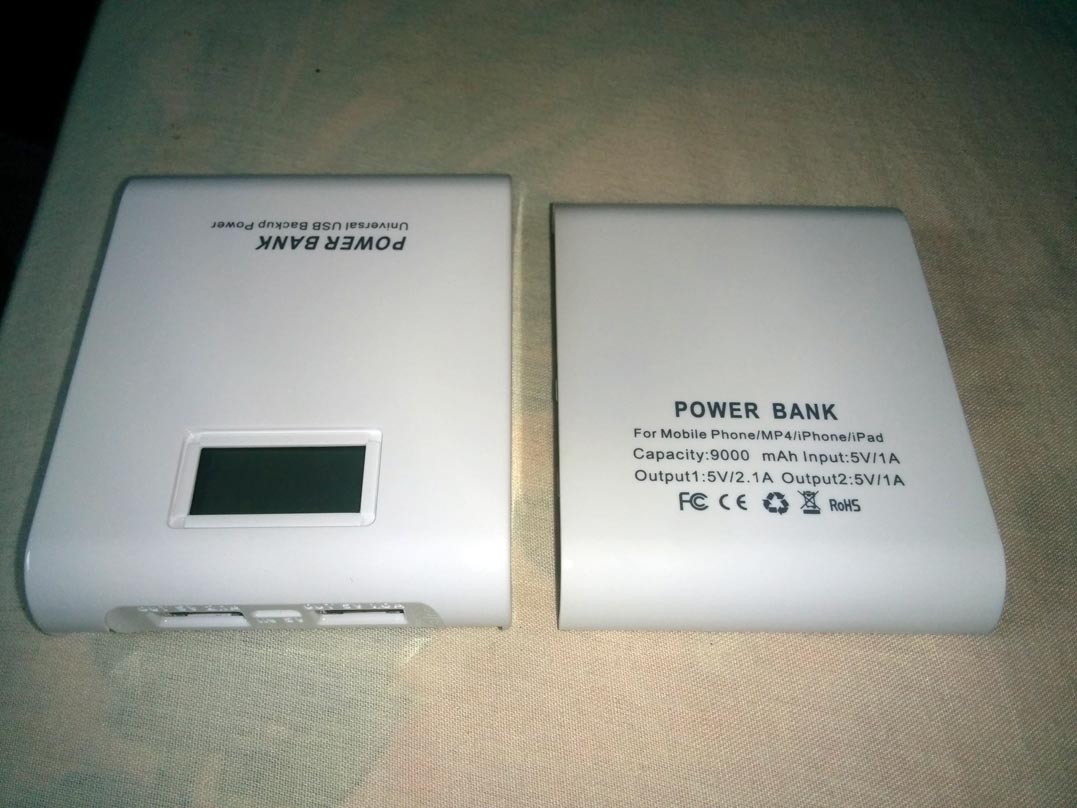 POWER BANK
Universal USB Backup Power
POWER BANK
For Mobile Phone/MP4/iPhone/iPad
Capacity:9000 mAh Input:5V/1A
Output1:5V/2.1A Output2:5V/1A
FC CE RoHS